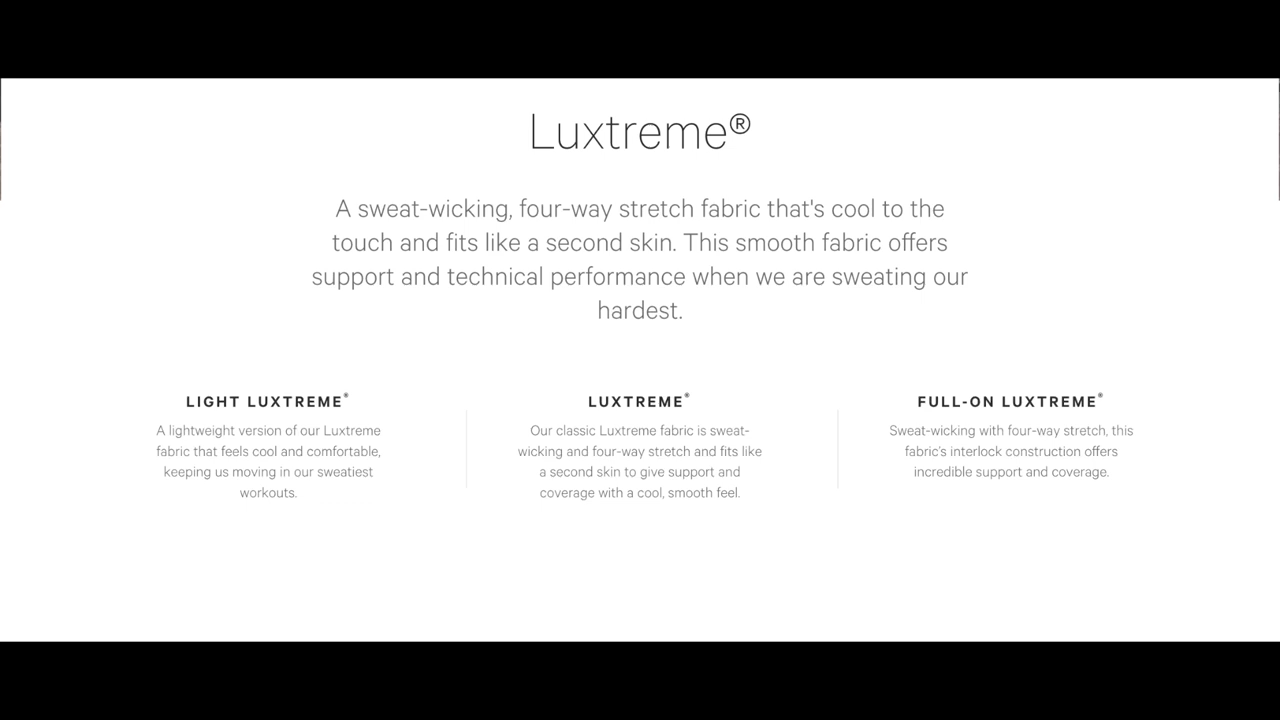 Luxtreme®
A sweat-wicking, four-way stretch fabric that's cool to the
touch and fits like a second skin. This smooth fabric offers
support and technical performance when we are sweating our
hardest.
LIGHT LUXTREME®
A lightweight version of our Luxtreme
fabric that feels cool and comfortable,
keeping us moving in our sweatiest
workouts.
LUXTREME®
Our classic Luxtreme fabric is sweat-
wicking and four-way stretch and fits like
a second skin to give support and
coverage with a cool, smooth feel.
FULL-ON LUXTREME®
Sweat-wicking with four-way stretch, this
fabric's interlock construction offers
incredible support and coverage.